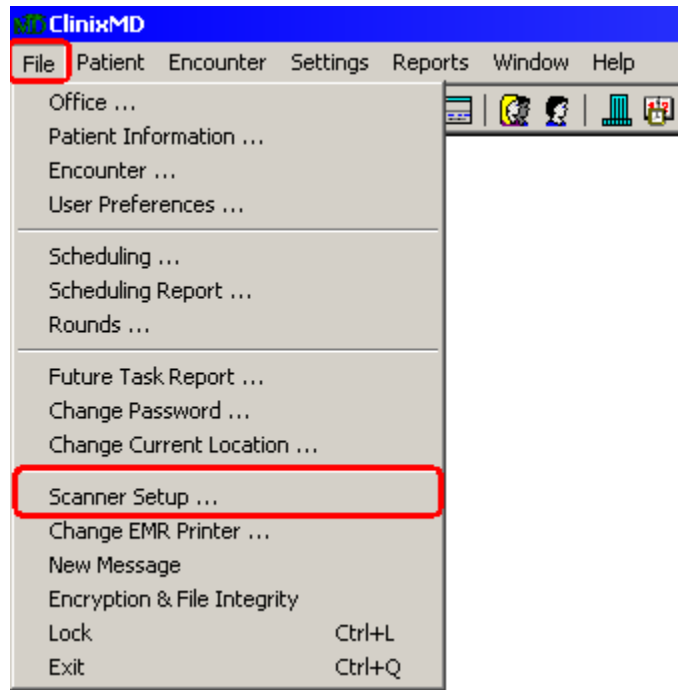 MD ClinixMD
File Patient Encounter Settings Reports Window Help
Office ...
Patient Information ...
Encounter ...
User Preferences ...
Scheduling ...
Scheduling Report ...
Rounds ...
Future Task Report ...
Change Password ...
Change Current Location ...
Scanner Setup ...
Change EMR Printer ...
New Message
Encryption & File Integrity
Lock Ctrl+L
Exit Ctrl+Q